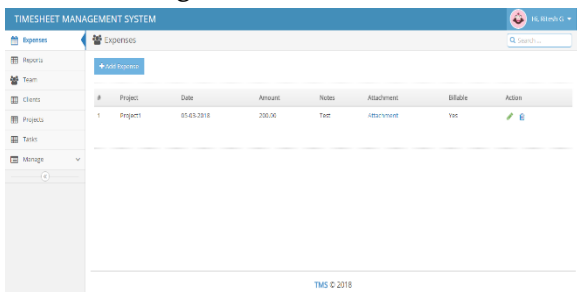 TIMESHEET MANAGEMENT SYSTEM
Hi, Ritesh G
Expenses
Expenses
Search...
Reports
+Add Expense
Team
Clients
# Project Date Amount Notes Attachment Billable Action
Projects
1 Project1 05-03-2018 200.00 Test Attachment Yes
Tasks
Manage
TMS © 2018